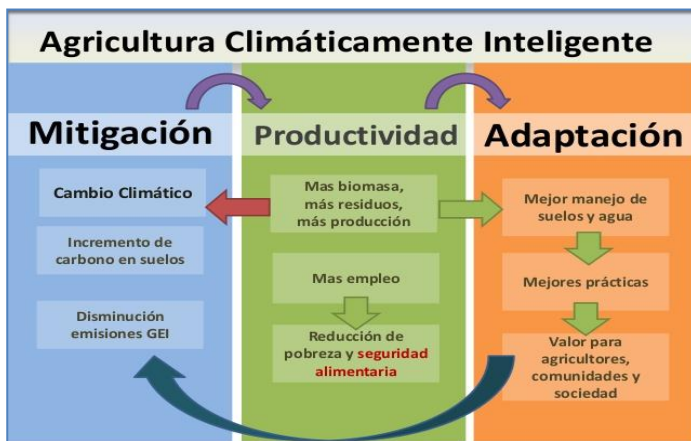 Agricultura Climáticamente Inteligente
Mitigación
Cambio Climático
Incremento de
carbono en suelos
Disminución
emisiones GEI
Productividad
Mas biomasa,
más residuos,
más producción
Mas empleo
Reducción de
pobreza y seguridad
alimentaria
Adaptación
Mejor manejo de
suelos y agua
Mejores prácticas
Valor para
agricultores,
comunidades y
sociedad